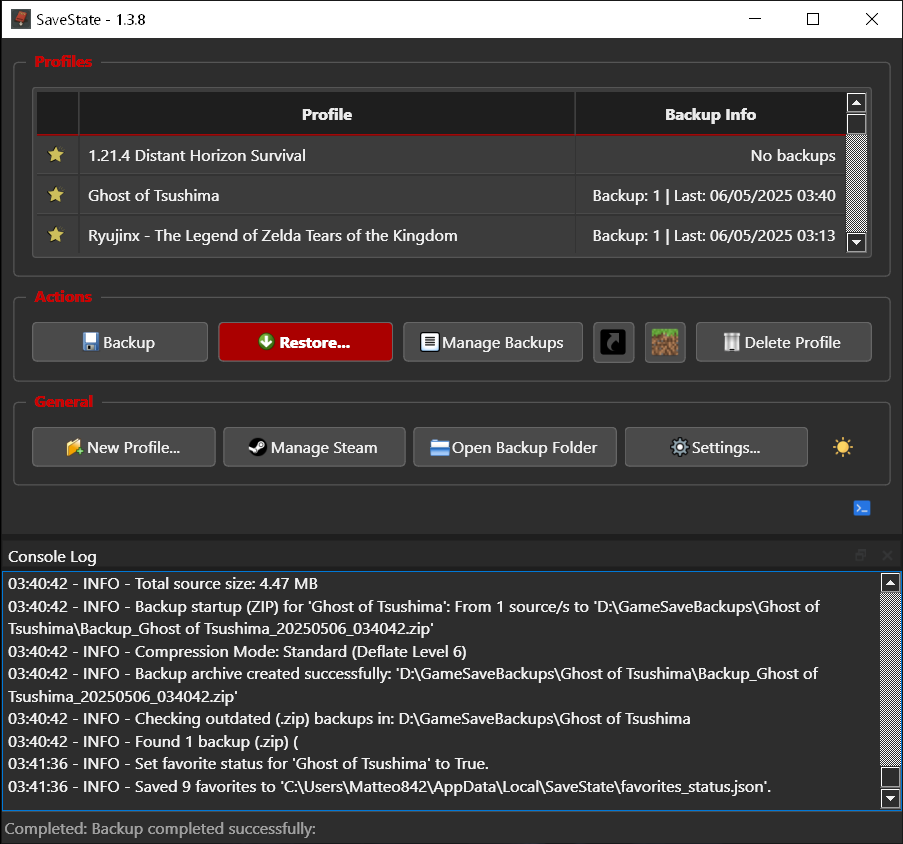 SaveState - 1.3.8
Profiles
Profile Backup Info
1.21.4 Distant Horizon Survival No backups
Ghost of Tsushima Backup: 1 | Last: 06/05/2025 03:40
Ryujinx - The Legend of Zelda Tears of the Kingdom Backup: 1 | Last: 06/05/2025 03:13
Actions
Backup Restore... Manage Backups Delete Profile
General
New Profile... Manage Steam Open Backup Folder Settings...
Console Log
03:40:42 - INFO - Total source size: 4.47 MB
03:40:42 - INFO - Backup startup (ZIP) for 'Ghost of Tsushima': From 1 source/s to 'D:\GameSaveBackups\Ghost of
Tsushima\Backup_Ghost of Tsushima_20250506_034042.zip'
03:40:42 - INFO - Compression Mode: Standard (Deflate Level 6)
03:40:42 - INFO - Backup archive created successfully: 'D:\GameSaveBackups\Ghost of Tsushima\Backup_Ghost of
Tsushima_20250506_034042.zip'
03:40:42 - INFO - Checking outdated (.zip) backups in: D:\GameSaveBackups\Ghost of Tsushima
03:40:42 - INFO - Found 1 backup (.zip) (
03:41:36 - INFO - Set favorite status for 'Ghost of Tsushima' to True.
03:41:36 - INFO - Saved 9 favorites to 'C:\Users\Matteo842\AppData\Local\SaveState\favorites_status.json'.
Completed: Backup completed successfully: